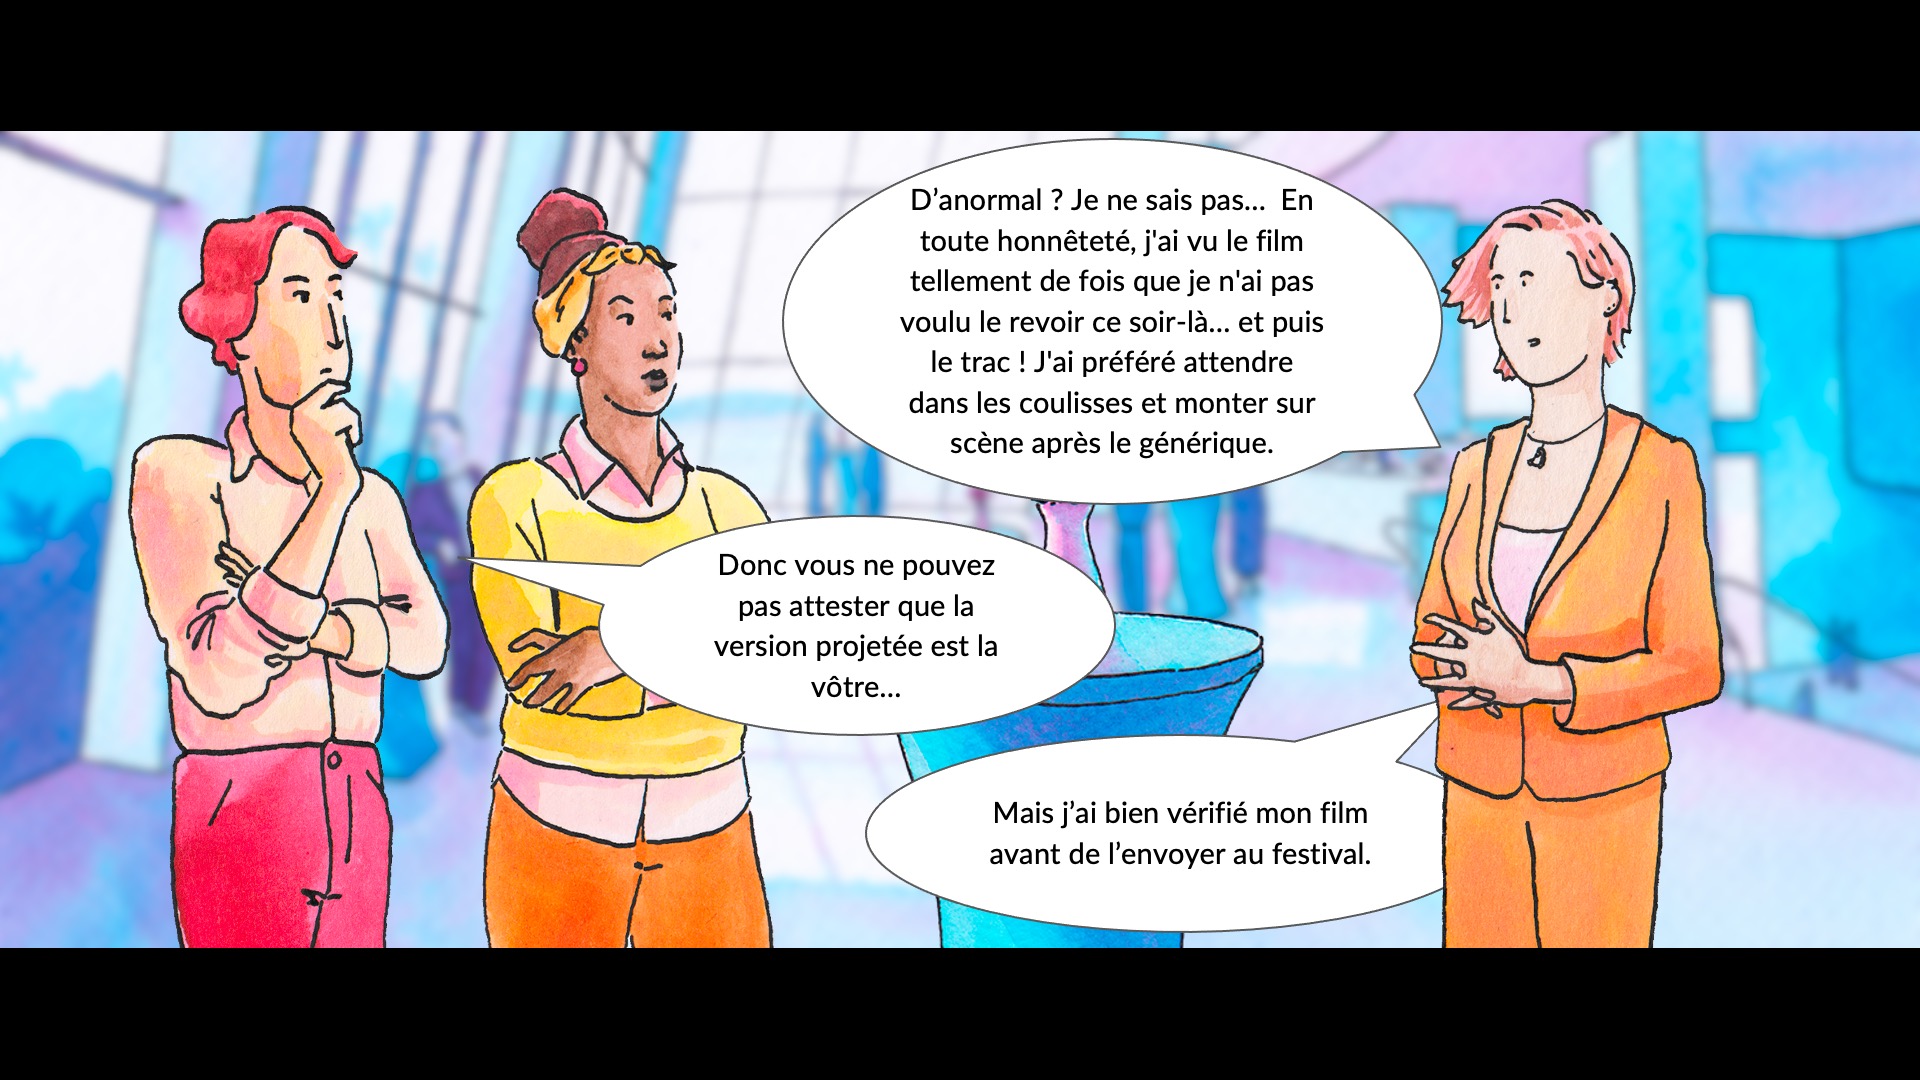 D’anormal ? Je ne sais pas...  En
toute honnêteté, j'ai vu le film
tellement de fois que je n'ai pas
voulu le revoir ce soir-là... et puis
le trac ! J'ai préféré attendre
dans les coulisses et monter sur
scène après le générique.
Donc vous ne pouvez
pas attester que la
version projetée est la
vôtre...
Mais j’ai bien vérifié mon film
avant de l’envoyer au festival.